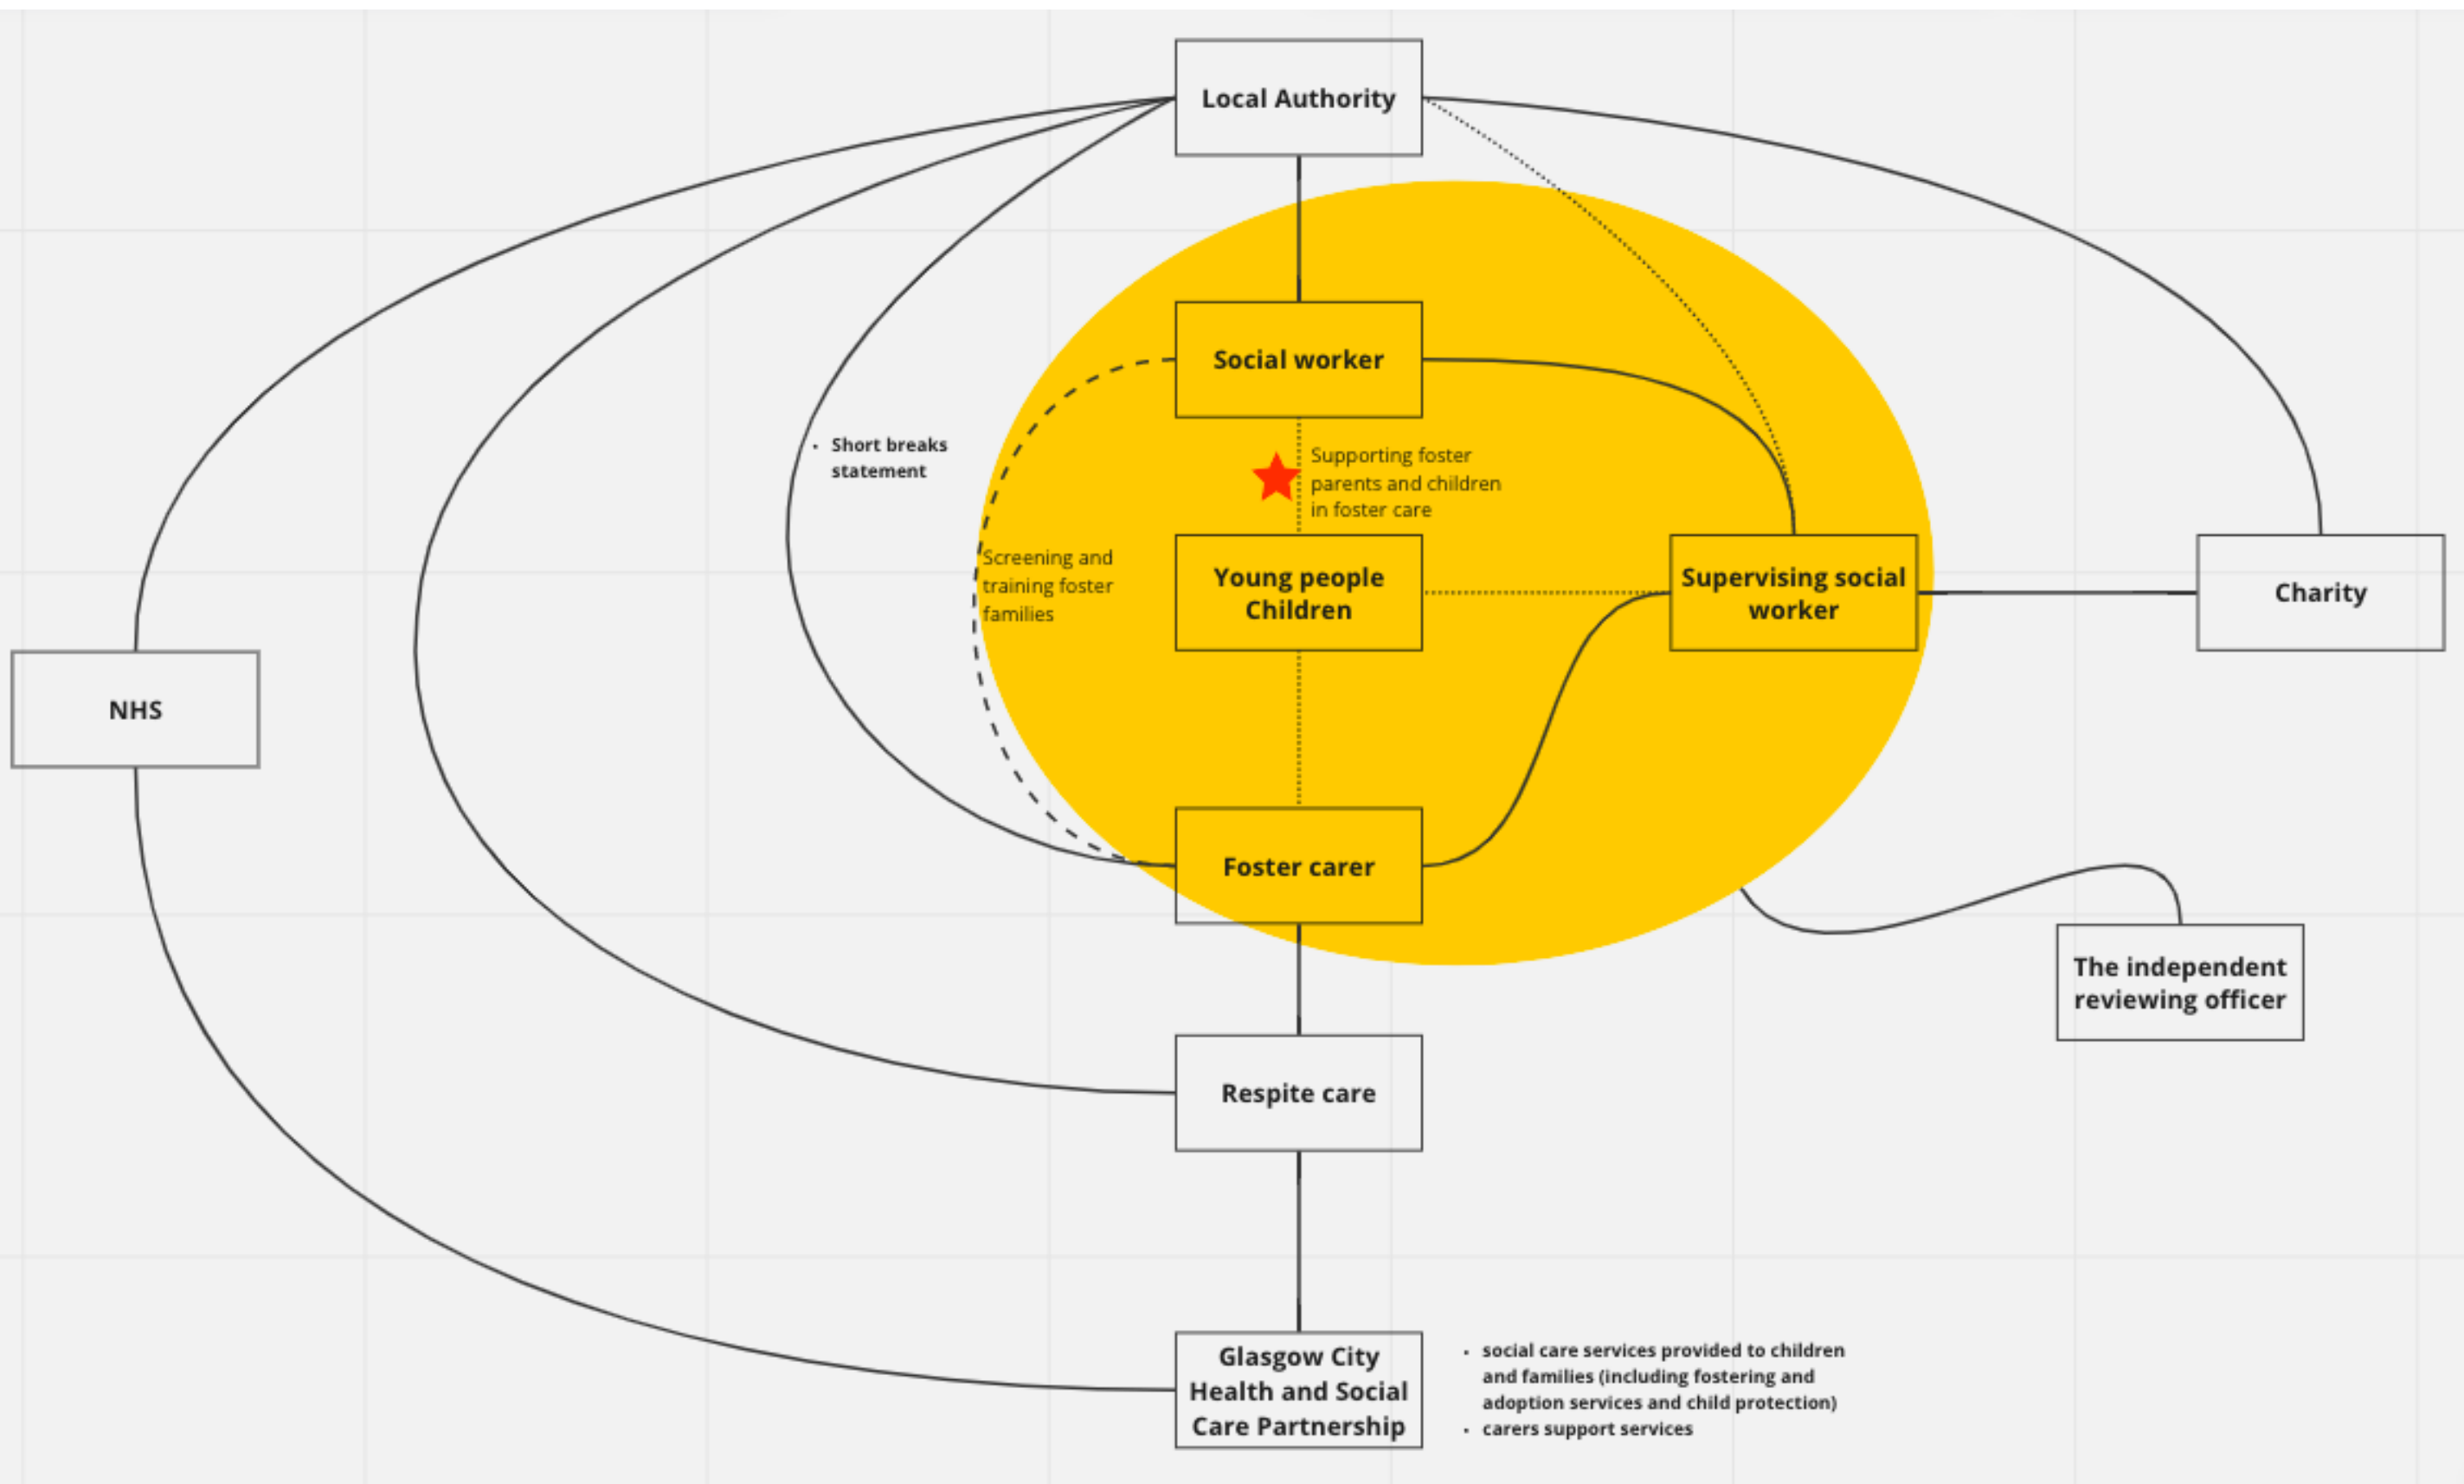 Local Authority
Social worker
• Short breaks
statement
Supporting foster
parents and children
in foster care
Screening and
training foster
families
Young people
Children
Supervising social
worker
Charity
NHS
Foster carer
The independent
reviewing officer
Respite care
Glasgow City
Health and Social
Care Partnership
• social care services provided to children
and families (including fostering and
adoption services and child protection)
• carers support services